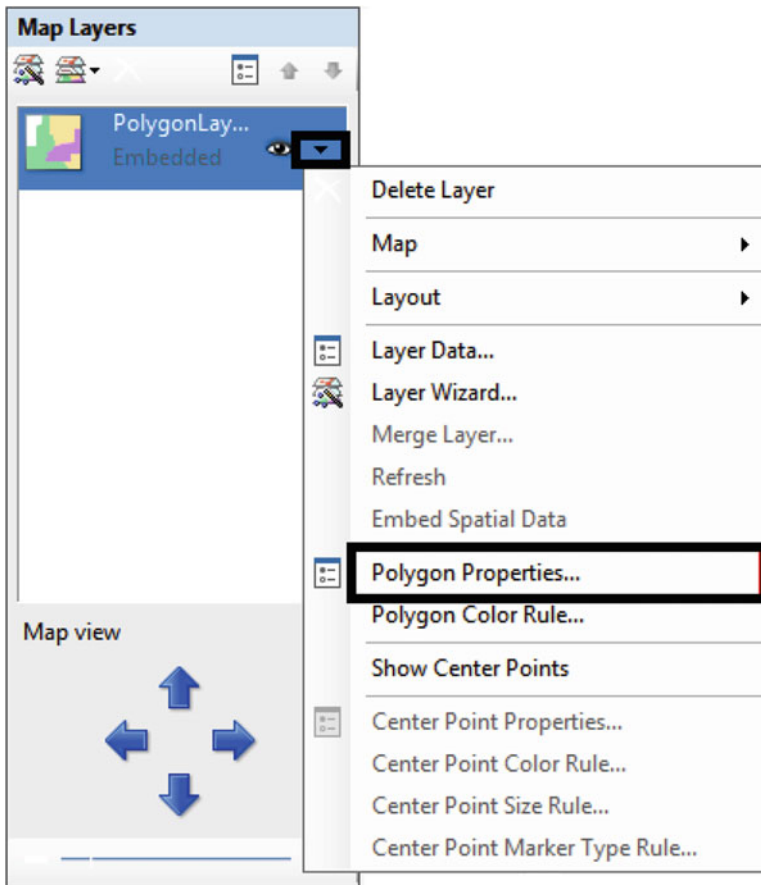 Map Layers
PolygonLay...
Embedded
Delete Layer
Map
Layout
Layer Data...
Layer Wizard...
Merge Layer...
Refresh
Embed Spatial Data
Polygon Properties...
Polygon Color Rule...
Show Center Points
Center Point Properties...
Center Point Color Rule...
Center Point Size Rule...
Center Point Marker Type Rule...
Map view